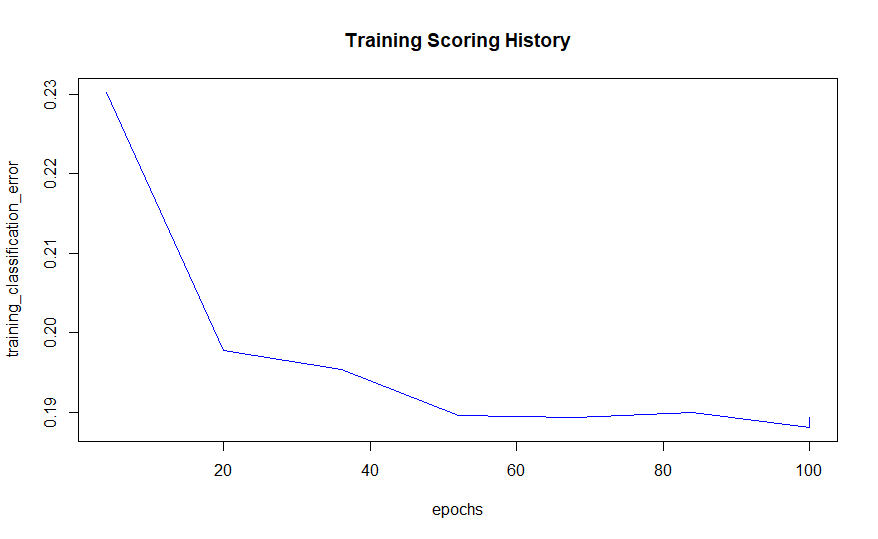 Training Scoring History
training_classification_error
0.23
0.22
0.21
0.20
0.19
20 40 60 80 100
epochs